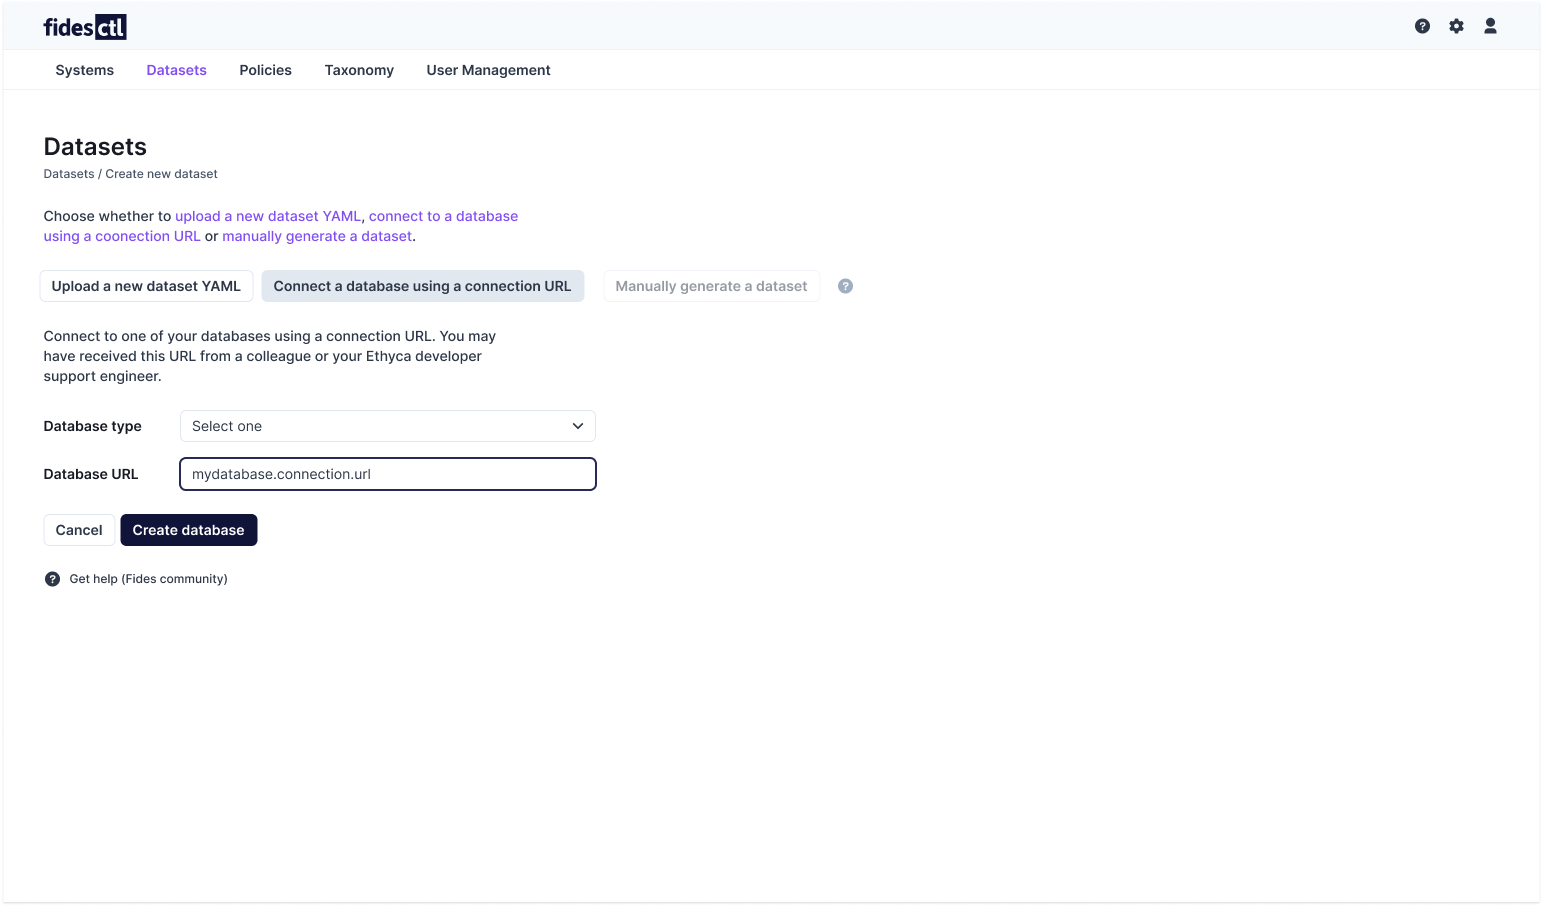 fidesctl
Systems Datasets Policies Taxonomy User Management
Datasets
Datasets / Create new dataset
Choose whether to upload a new dataset YAML, connect to a database
using a coonection URL or manually generate a dataset.
Upload a new dataset YAML Connect a database using a connection URL Manually generate a dataset ?
Connect to one of your databases using a connection URL. You may
have received this URL from a colleague or your Ethyca developer
support engineer.
Database type Select one
Database URL mydatabase.connection.url
Cancel Create database
? Get help (Fides community)